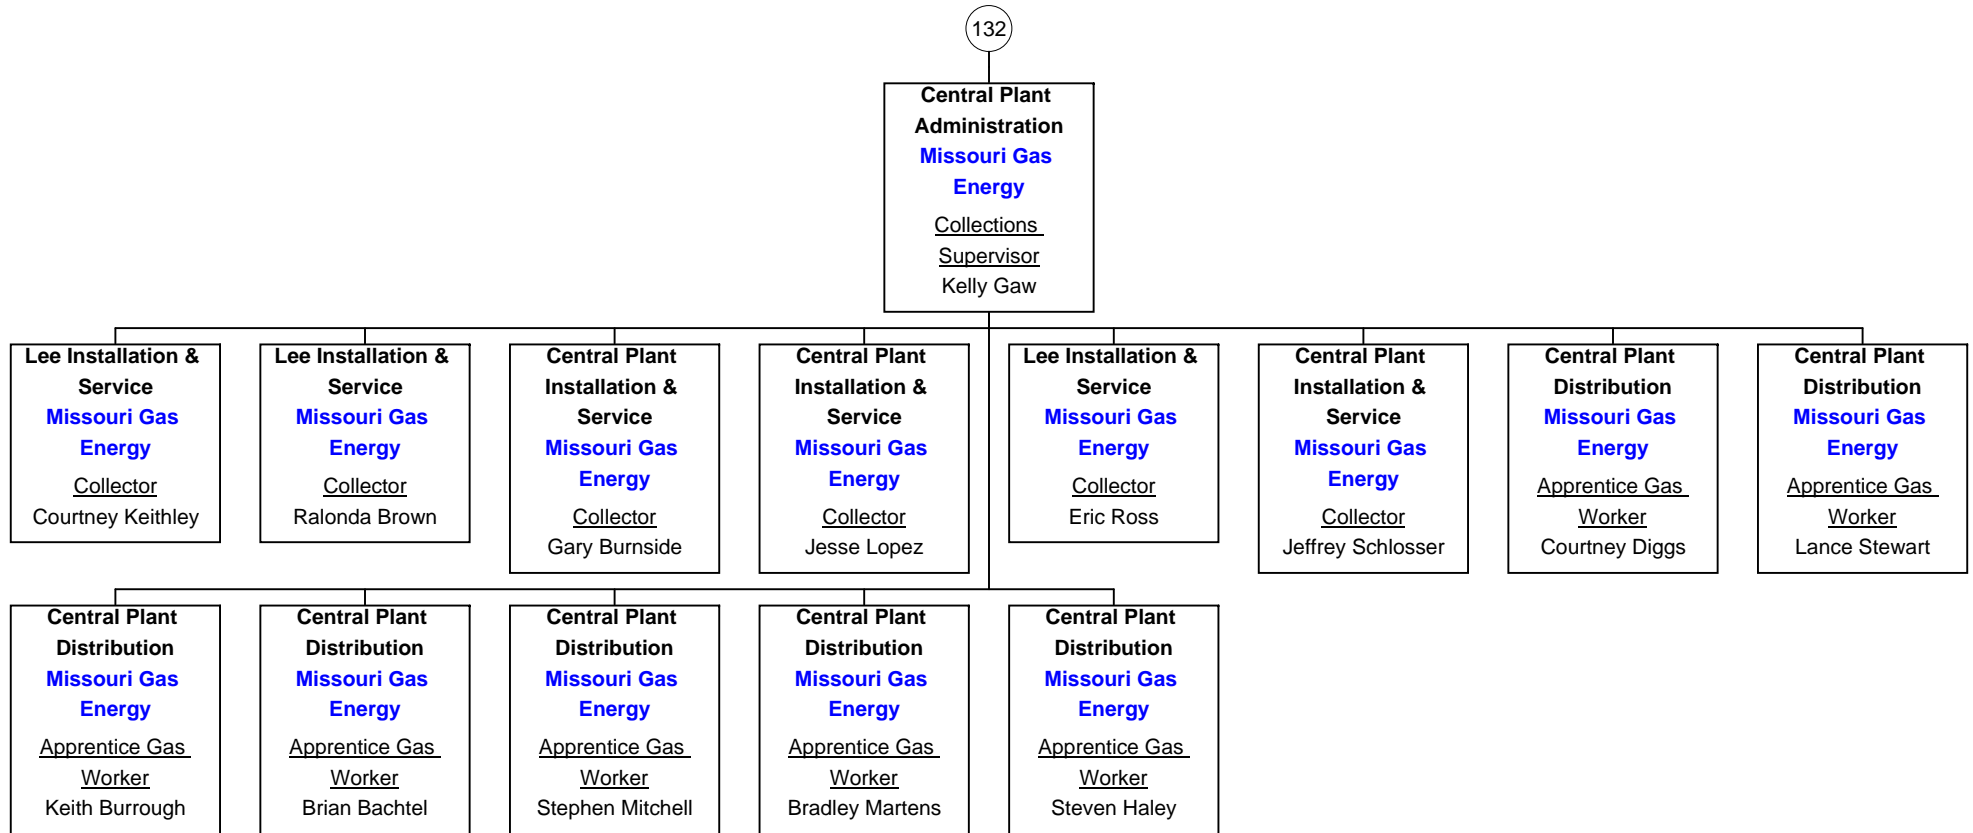 132
Central Plant
Administration
Missouri Gas
Energy
Collections
Supervisor
Kelly Gaw
Lee Installation &
Service
Missouri Gas
Energy
Collector
Courtney Keithley
Lee Installation &
Service
Missouri Gas
Energy
Collector
Ralonda Brown
Central Plant
Installation &
Service
Missouri Gas
Energy
Collector
Gary Burnside
Central Plant
Installation &
Service
Missouri Gas
Energy
Collector
Jesse Lopez
Lee Installation &
Service
Missouri Gas
Energy
Collector
Eric Ross
Central Plant
Installation &
Service
Missouri Gas
Energy
Collector
Jeffrey Schlosser
Central Plant
Distribution
Missouri Gas
Energy
Apprentice Gas
Worker
Courtney Diggs
Central Plant
Distribution
Missouri Gas
Energy
Apprentice Gas
Worker
Lance Stewart
Central Plant
Distribution
Missouri Gas
Energy
Apprentice Gas
Worker
Keith Burrough
Central Plant
Distribution
Missouri Gas
Energy
Apprentice Gas
Worker
Brian Bachtel
Central Plant
Distribution
Missouri Gas
Energy
Apprentice Gas
Worker
Stephen Mitchell
Central Plant
Distribution
Missouri Gas
Energy
Apprentice Gas
Worker
Bradley Martens
Central Plant
Distribution
Missouri Gas
Energy
Apprentice Gas
Worker
Steven Haley